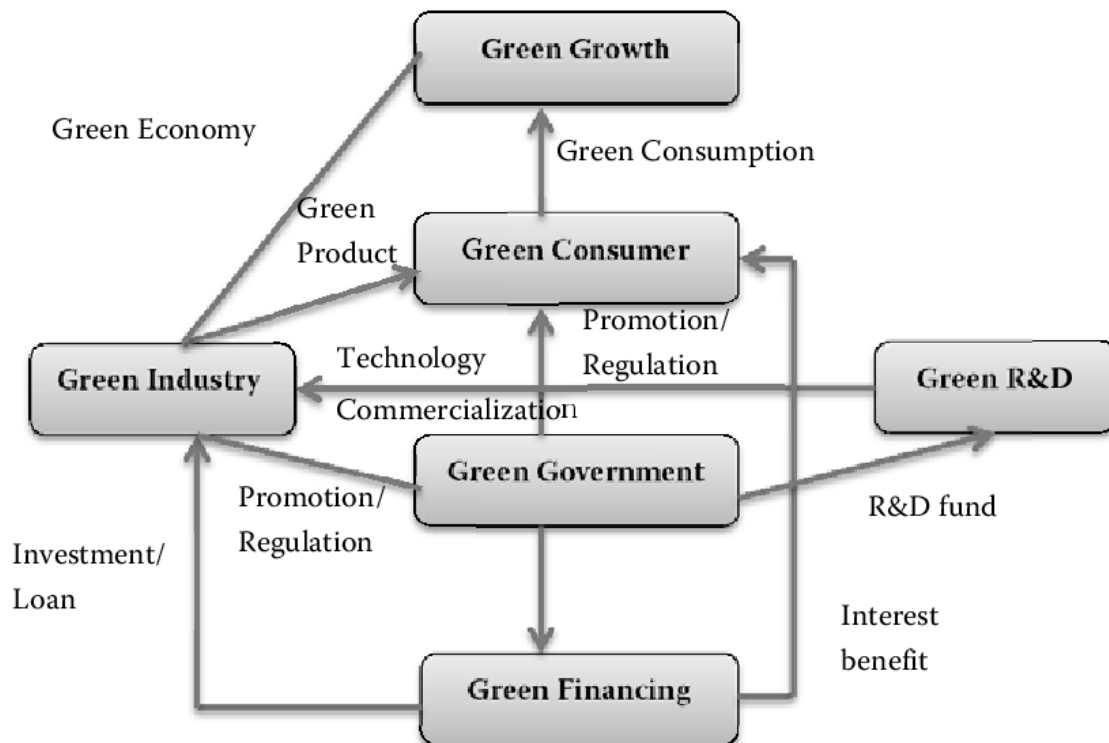 Green Growth
Green Economy
Green Consumption
Green
Product
Green Consumer
Promotion/
Regulation
Technology
Commercialization
Green Industry
Green R&D
Green Government
Promotion/
Regulation
R&D fund
Investment/
Loan
Interest
benefit
Green Financing